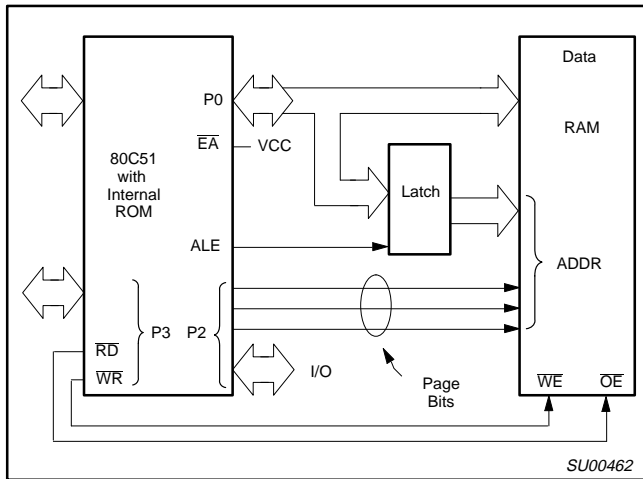 Data
P0
RAM
EA
VCC
80C51
with
Internal
ROM
Latch
ALE
ADDR
P3
P2
RD
I/O
WR
Page
Bits
WE
OE
SU00462